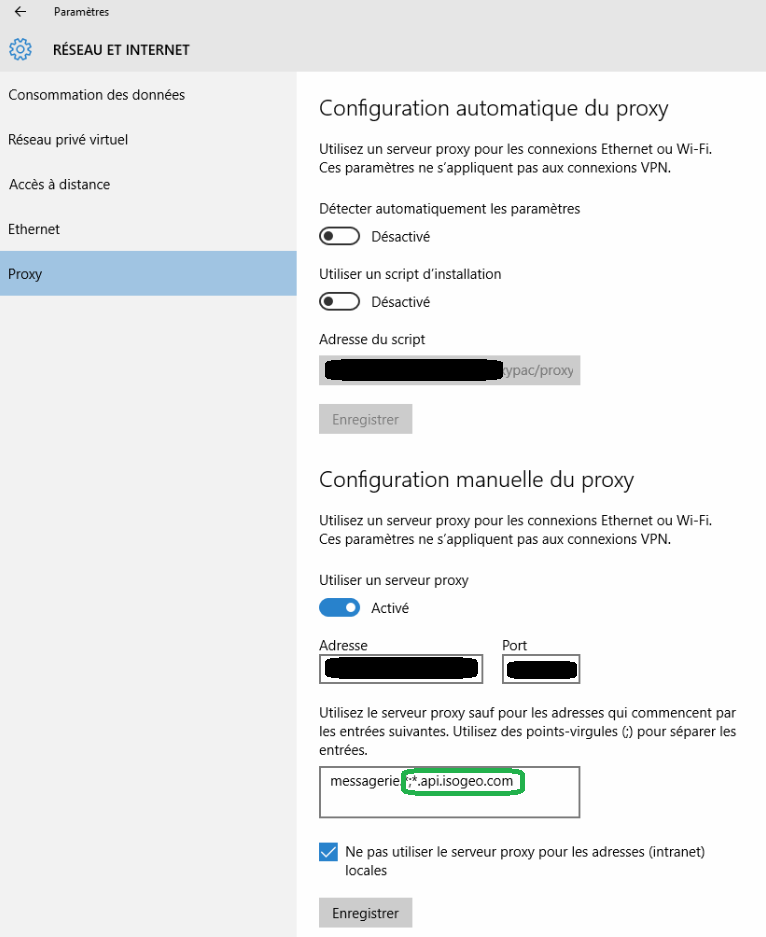 Paramètres
RÉSEAU ET INTERNET
Consommation des données
Réseau privé virtuel
Accès à distance
Ethernet
Proxy
Configuration automatique du proxy
Utilisez un serveur proxy pour les connexions Ethernet ou Wi-Fi.
Ces paramètres ne s’appliquent pas aux connexions VPN.
Détecter automatiquement les paramètres
Désactivé
Utiliser un script d’installation
Désactivé
Adresse du script
ypac/proxy
Enregistrer
Configuration manuelle du proxy
Utilisez un serveur proxy pour les connexions Ethernet ou Wi-Fi.
Ces paramètres ne s’appliquent pas aux connexions VPN.
Utiliser un serveur proxy
Activé
Adresse Port
Utilisez le serveur proxy sauf pour les adresses qui commencent par
les entrées suivantes. Utilisez des points-virgules (;) pour séparer les
entrées.
messagerie.*;*.api.isogeo.com
Ne pas utiliser le serveur proxy pour les adresses (intranet)
locales
Enregistrer